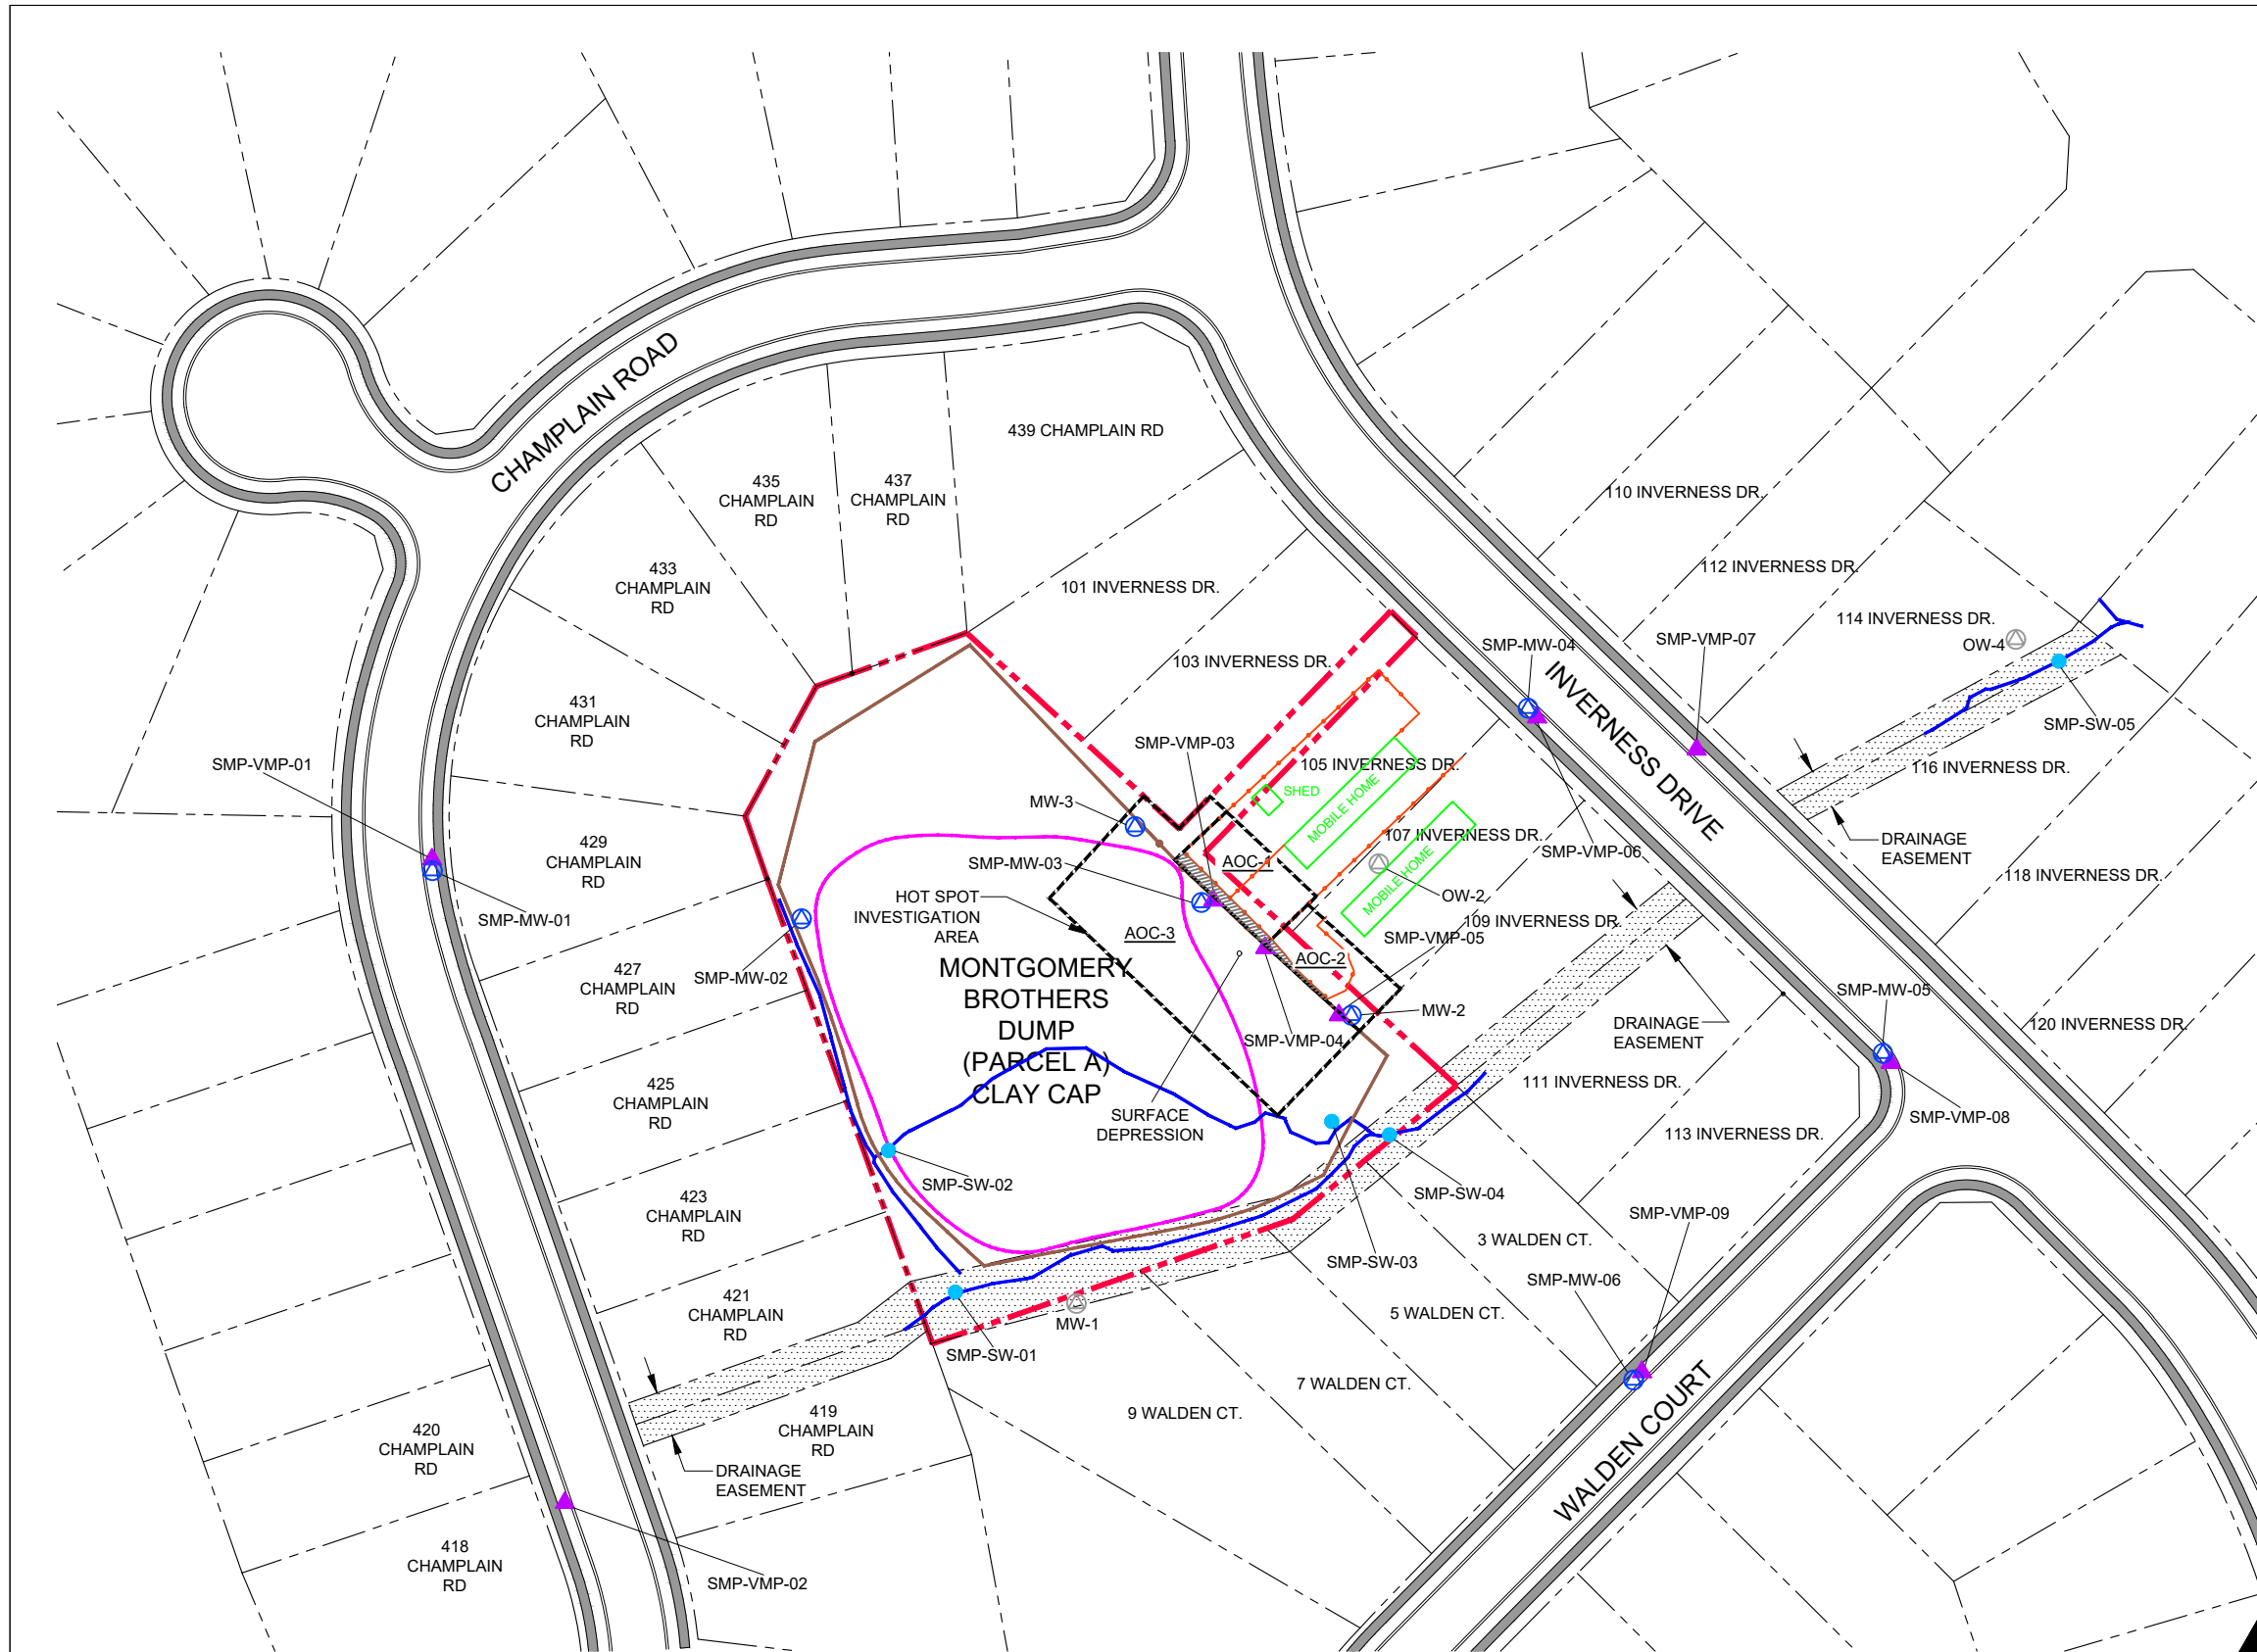 CHAMPLAIN ROAD
439 CHAMPLAIN RD
435
CHAMPLAIN
RD
437
CHAMPLAIN
RD
433
CHAMPLAIN
RD
431
CHAMPLAIN
RD
429
CHAMPLAIN
RD
427
CHAMPLAIN
RD
425
CHAMPLAIN
RD
423
CHAMPLAIN
RD
421
CHAMPLAIN
RD
419
CHAMPLAIN
RD
420
CHAMPLAIN
RD
418
CHAMPLAIN
RD
101 INVERNESS DR.
103 INVERNESS DR.
105 INVERNESS DR.
107 INVERNESS DR.
109 INVERNESS DR.
111 INVERNESS DR.
113 INVERNESS DR.
110 INVERNESS DR.
112 INVERNESS DR.
114 INVERNESS DR.
116 INVERNESS DR.
118 INVERNESS DR.
120 INVERNESS DR.
INVERNESS DRIVE
WALDEN COURT
3 WALDEN CT.
5 WALDEN CT.
7 WALDEN CT.
9 WALDEN CT.
SMP-VMP-01
SMP-MW-01
SMP-MW-02
SMP-VMP-02
SMP-VMP-03
MW-3
SMP-MW-03
HOT SPOT
INVESTIGATION
AREA
AOC-3
AOC-1
AOC-2
SHED
MOBILE HOME
MOBILE HOME
OW-2
SMP-VMP-05
MW-2
SMP-VMP-04
SURFACE
DEPRESSION
MONTGOMERY
BROTHERS
DUMP
(PARCEL A)
CLAY CAP
SMP-SW-02
SMP-SW-01
MW-1
SMP-SW-03
SMP-SW-04
SMP-MW-04
SMP-VMP-06
SMP-VMP-07
OW-4
SMP-SW-05
DRAINAGE
EASEMENT
DRAINAGE
EASEMENT
DRAINAGE
EASEMENT
SMP-MW-05
SMP-VMP-08
SMP-VMP-09
SMP-MW-06